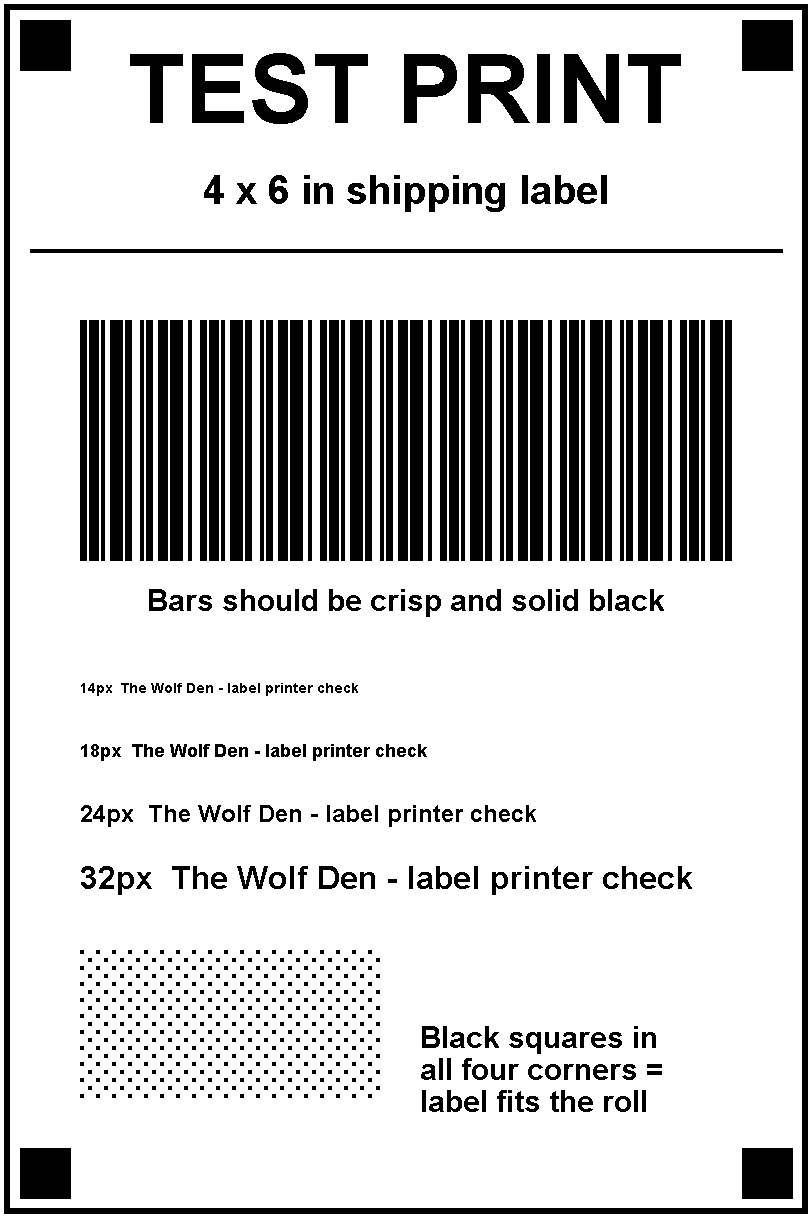 TEST PRINT
4 x 6 in shipping label
Bars should be crisp and solid black
14px  The Wolf Den - label printer check
18px  The Wolf Den - label printer check
24px  The Wolf Den - label printer check
32px  The Wolf Den - label printer check
Black squares in
all four corners =
label fits the roll